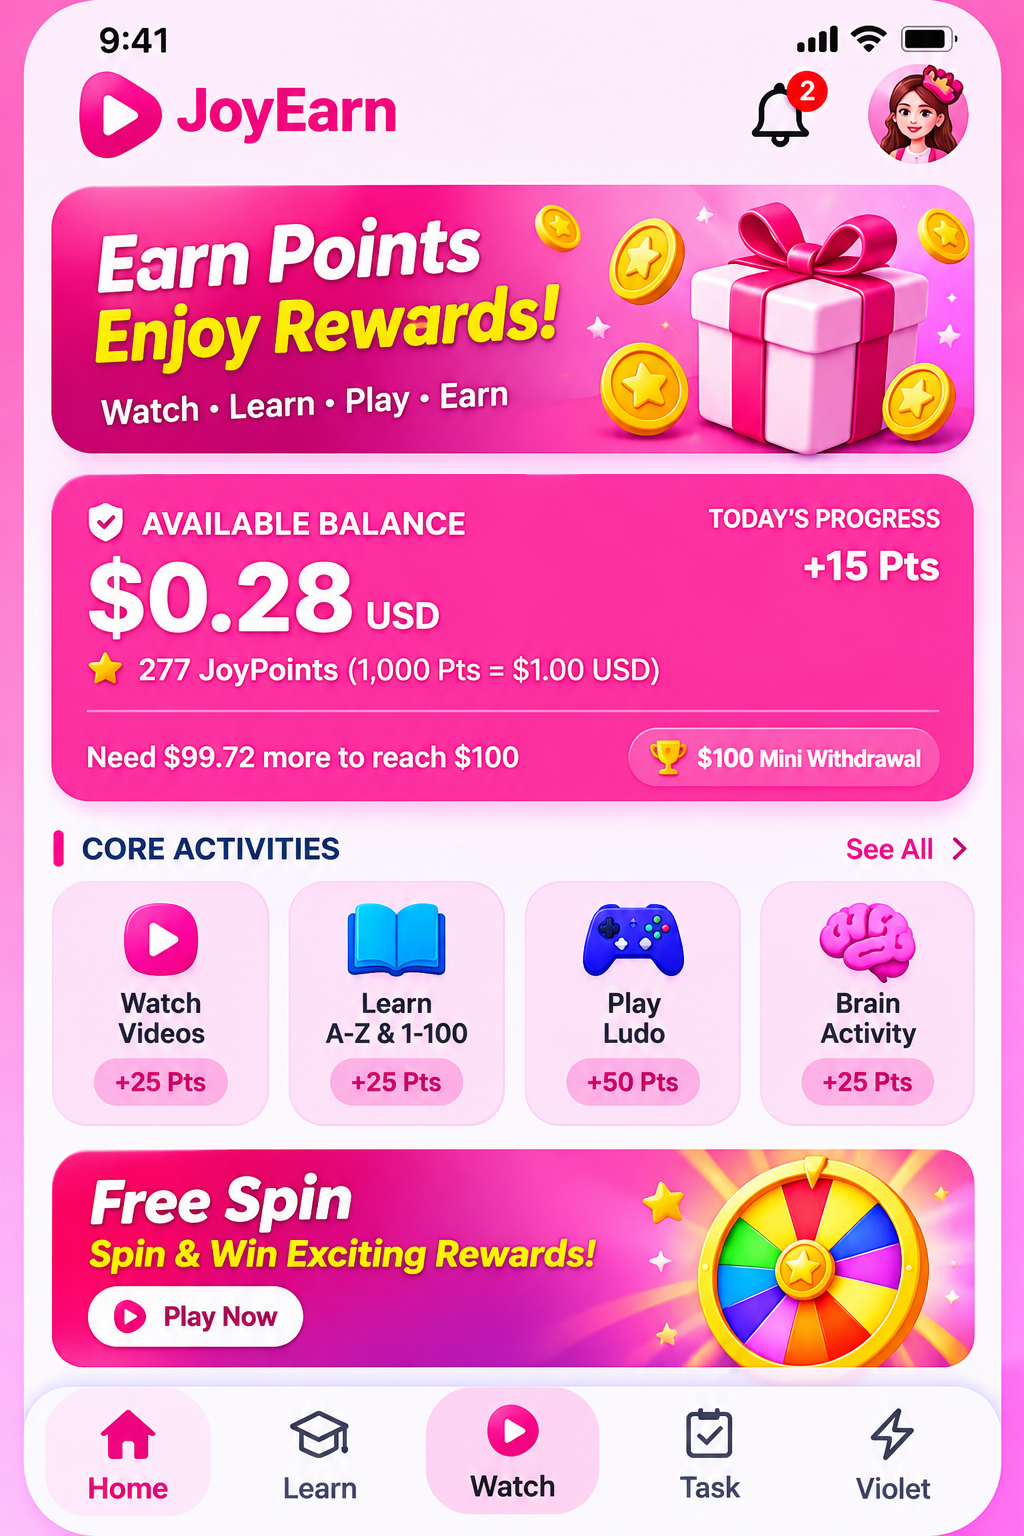 9:41
JoyEarn
2
Earn Points
Enjoy Rewards!
Watch • Learn • Play • Earn
AVAILABLE BALANCE
$0.28 USD
277 JoyPoints (1,000 Pts = $1.00 USD)
TODAY'S PROGRESS
+15 Pts
Need $99.72 more to reach $100
$100 Mini Withdrawal
CORE ACTIVITIES
See All
Watch
Videos
+25 Pts
Learn
A-Z & 1-100
+25 Pts
Play
Ludo
+50 Pts
Brain
Activity
+25 Pts
Free Spin
Spin & Win Exciting Rewards!
Play Now
Home
Learn
Watch
Task
Violet